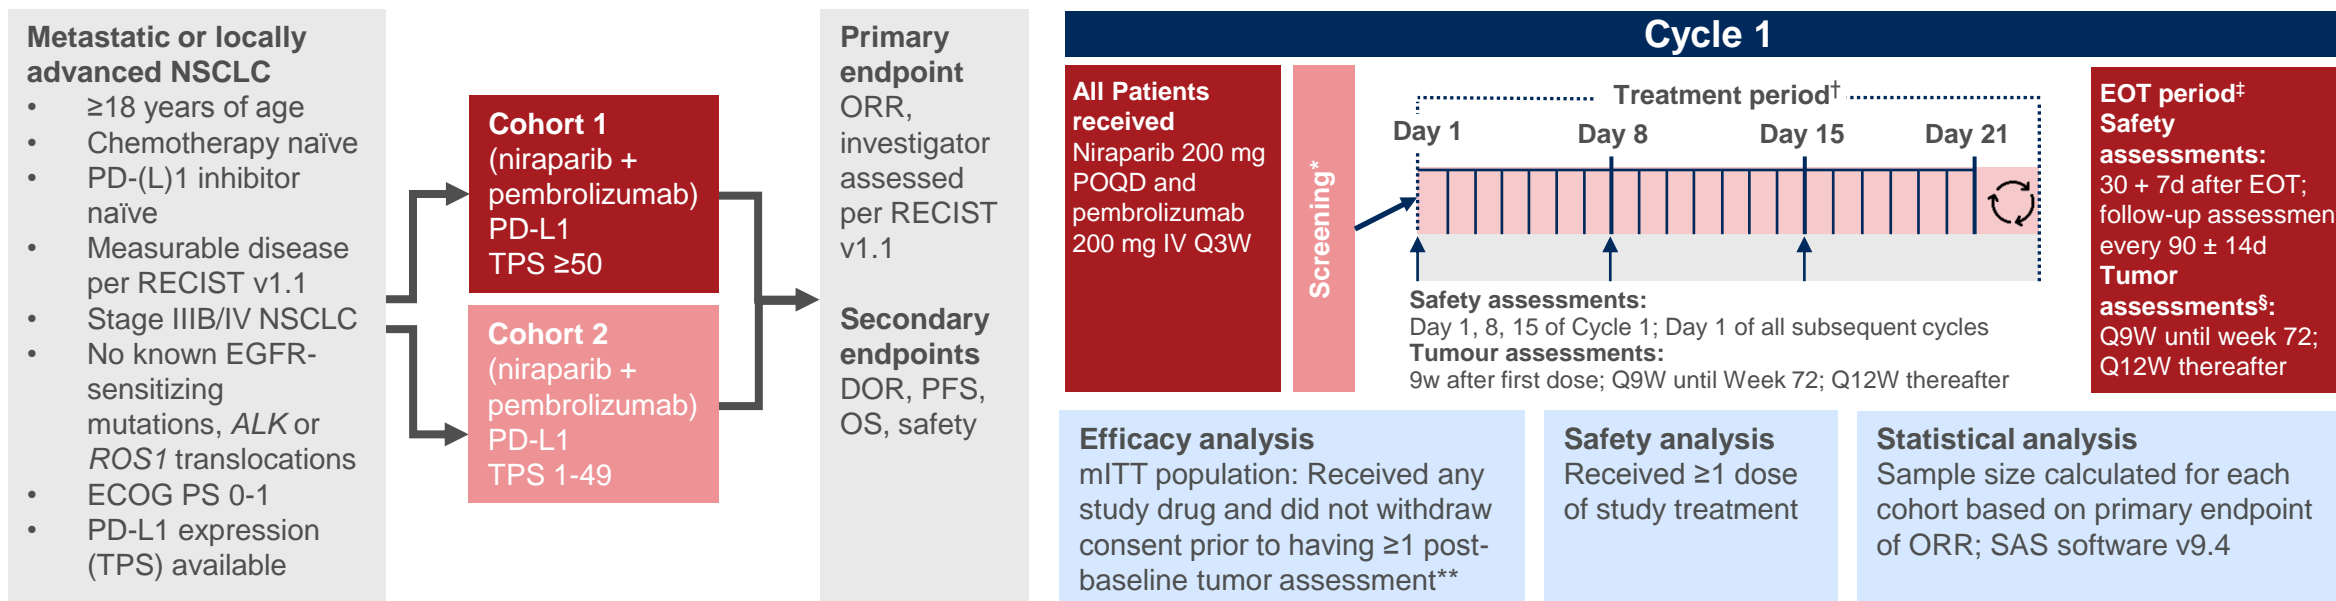 Metastatic or locally
advanced NSCLC
• ≥18 years of age
• Chemotherapy naïve
• PD-(L)1 inhibitor
naïve
• Measurable disease
per RECIST v1.1
• Stage IIIB/IV NSCLC
• No known EGFR-
sensitizing
mutations, ALK or
ROS1 translocations
• ECOG PS 0-1
• PD-L1 expression
(TPS) available
Cohort 1
(niraparib +
pembrolizumab)
PD-L1
TPS ≥50
Cohort 2
(niraparib +
pembrolizumab)
PD-L1
TPS 1-49
Primary
endpoint
ORR,
investigator
assessed
per RECIST
v1.1
Secondary
endpoints
DOR, PFS,
OS, safety
Cycle 1
All Patients
received
Niraparib 200 mg
POQD and
pembrolizumab
200 mg IV Q3W
Screening*
Treatment period†
Day 1 Day 8 Day 15 Day 21
Safety assessments:
Day 1, 8, 15 of Cycle 1; Day 1 of all subsequent cycles
Tumour assessments:
9w after first dose; Q9W until Week 72; Q12W thereafter
EOT period‡
Safety
assessments:
30 + 7d after EOT;
follow-up assessmen
every 90 ± 14d
Tumor
assessments§:
Q9W until week 72;
Q12W thereafter
Efficacy analysis
mITT population: Received any
study drug and did not withdraw
consent prior to having ≥1 post-
baseline tumor assessment**
Safety analysis
Received ≥1 dose
of study treatment
Statistical analysis
Sample size calculated for each
cohort based on primary endpoint
of ORR; SAS software v9.4